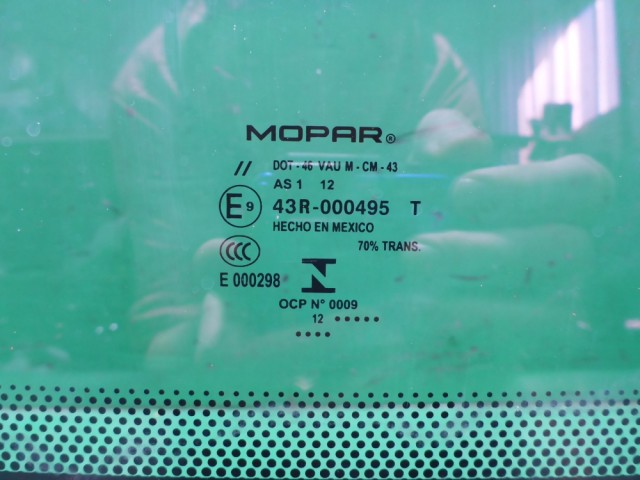 MOPAR®
// DOT - 46 VAU M - CM - 43
AS 1 12
E9 43R-000495 T
HECHO EN MEXICO
CCC 70% TRANS.
E 000298
N
OCP N° 0009
12 •••••
••••